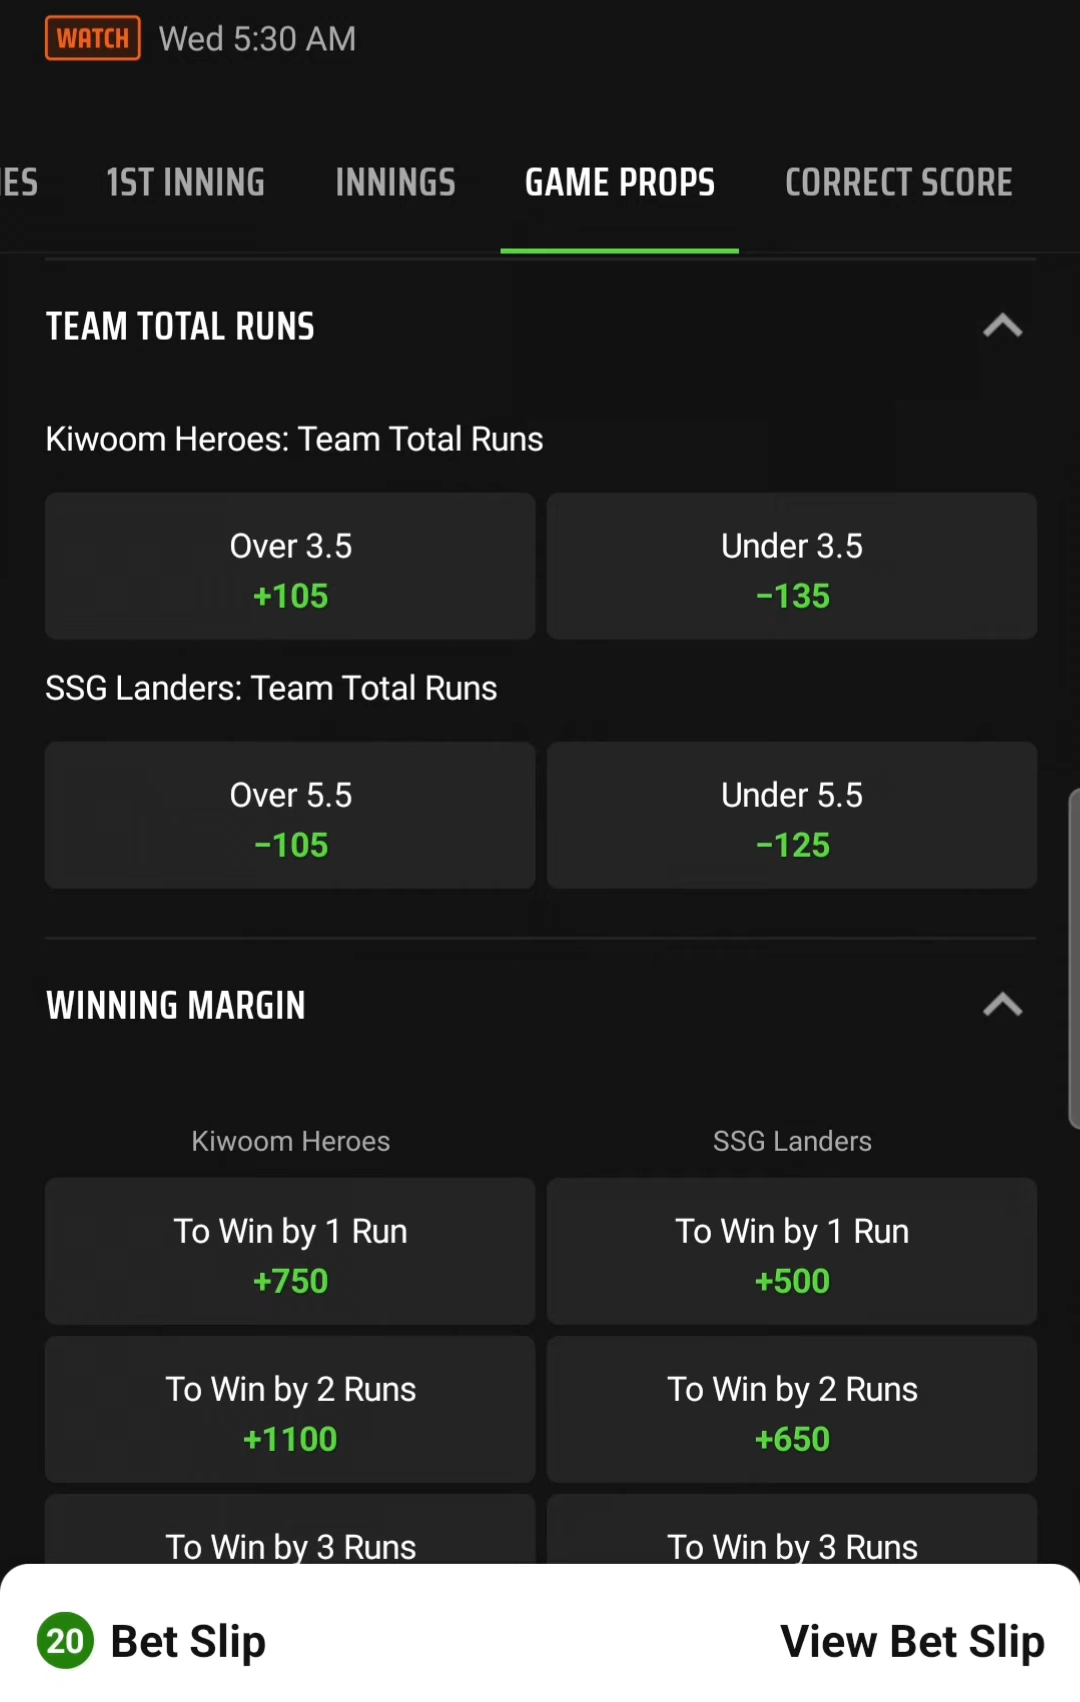 WATCH Wed 5:30 AM
ES 1ST INNING INNINGS GAME PROPS CORRECT SCORE
TEAM TOTAL RUNS
Kiwoom Heroes: Team Total Runs
Over 3.5 Under 3.5
+105 −135
SSG Landers: Team Total Runs
Over 5.5 Under 5.5
−105 −125
WINNING MARGIN
Kiwoom Heroes SSG Landers
To Win by 1 Run To Win by 1 Run
+750 +500
To Win by 2 Runs To Win by 2 Runs
+1100 +650
To Win by 3 Runs To Win by 3 Runs
20 Bet Slip View Bet Slip